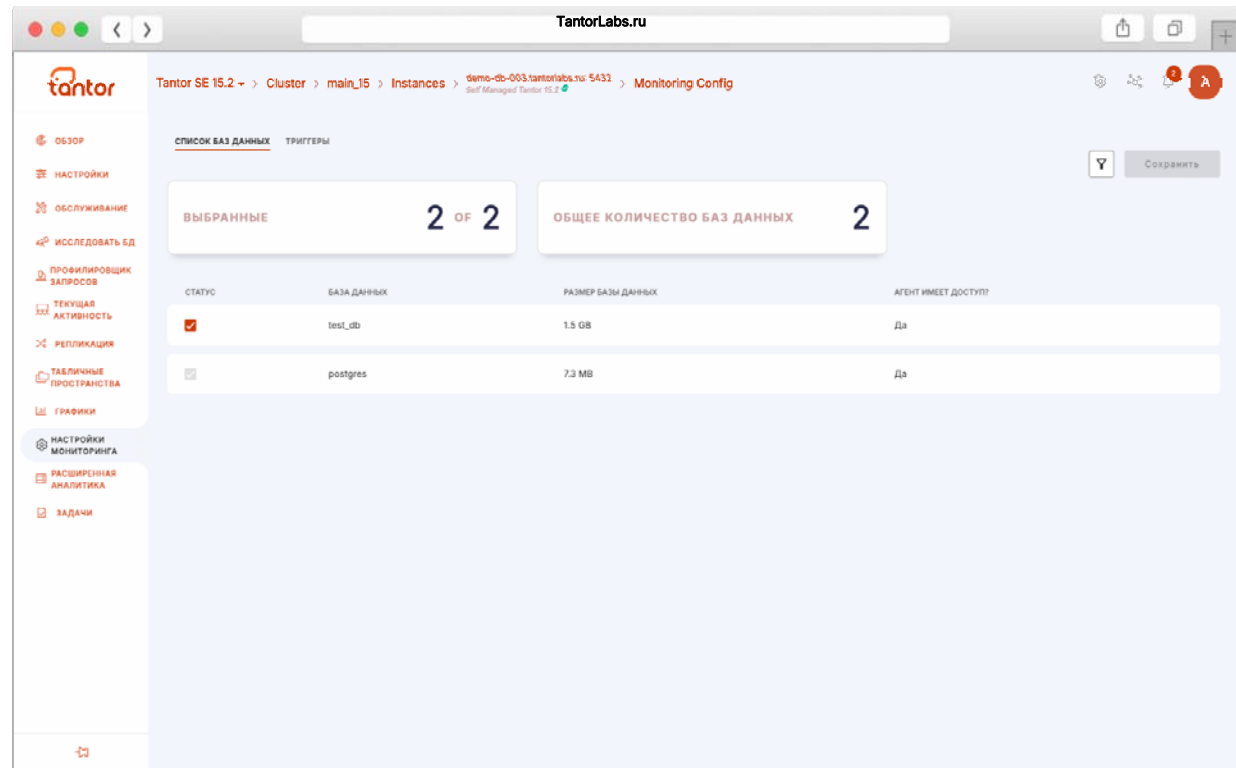 TantorLabs.ru
tantor
Tantor SE 15.2 > Cluster > main_15 > Instances > demo-db-003.tantorlabs.ru: 5432 > Monitoring Config
Self Managed Tantor 15.2
2
A
ОБЗОР
НАСТРОЙКИ
ОБСЛУЖИВАНИЕ
ИССЛЕДОВАТЬ БД
ПРОФИЛИРОВЩИК
ЗАПРОСОВ
ТЕКУЩАЯ
АКТИВНОСТЬ
РЕПЛИКАЦИЯ
ТАБЛИЧНЫЕ
ПРОСТРАНСТВА
ГРАФИКИ
НАСТРОЙКИ
МОНИТОРИНГА
РАСШИРЕННАЯ
АНАЛИТИКА
ЗАДАЧИ
СПИСОК БАЗ ДАННЫХ ТРИГГЕРЫ
Сохранить
ВЫБРАННЫЕ 2 OF 2
ОБЩЕЕ КОЛИЧЕСТВО БАЗ ДАННЫХ 2
СТАТУС БАЗА ДАННЫХ РАЗМЕР БАЗЫ ДАННЫХ АГЕНТ ИМЕЕТ ДОСТУП?
test_db 1.5 GB Да
postgres 7.3 MB Да